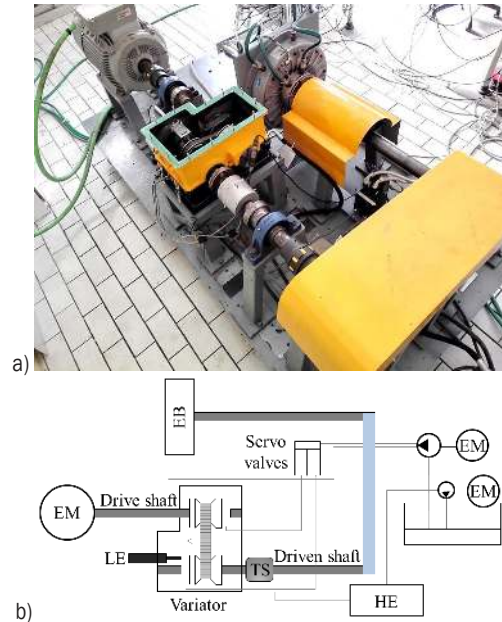 a)
EB
Servo
valves
EM
EM
Drive shaft
EM
LE
TS
Driven shaft
HE
Variator
b)